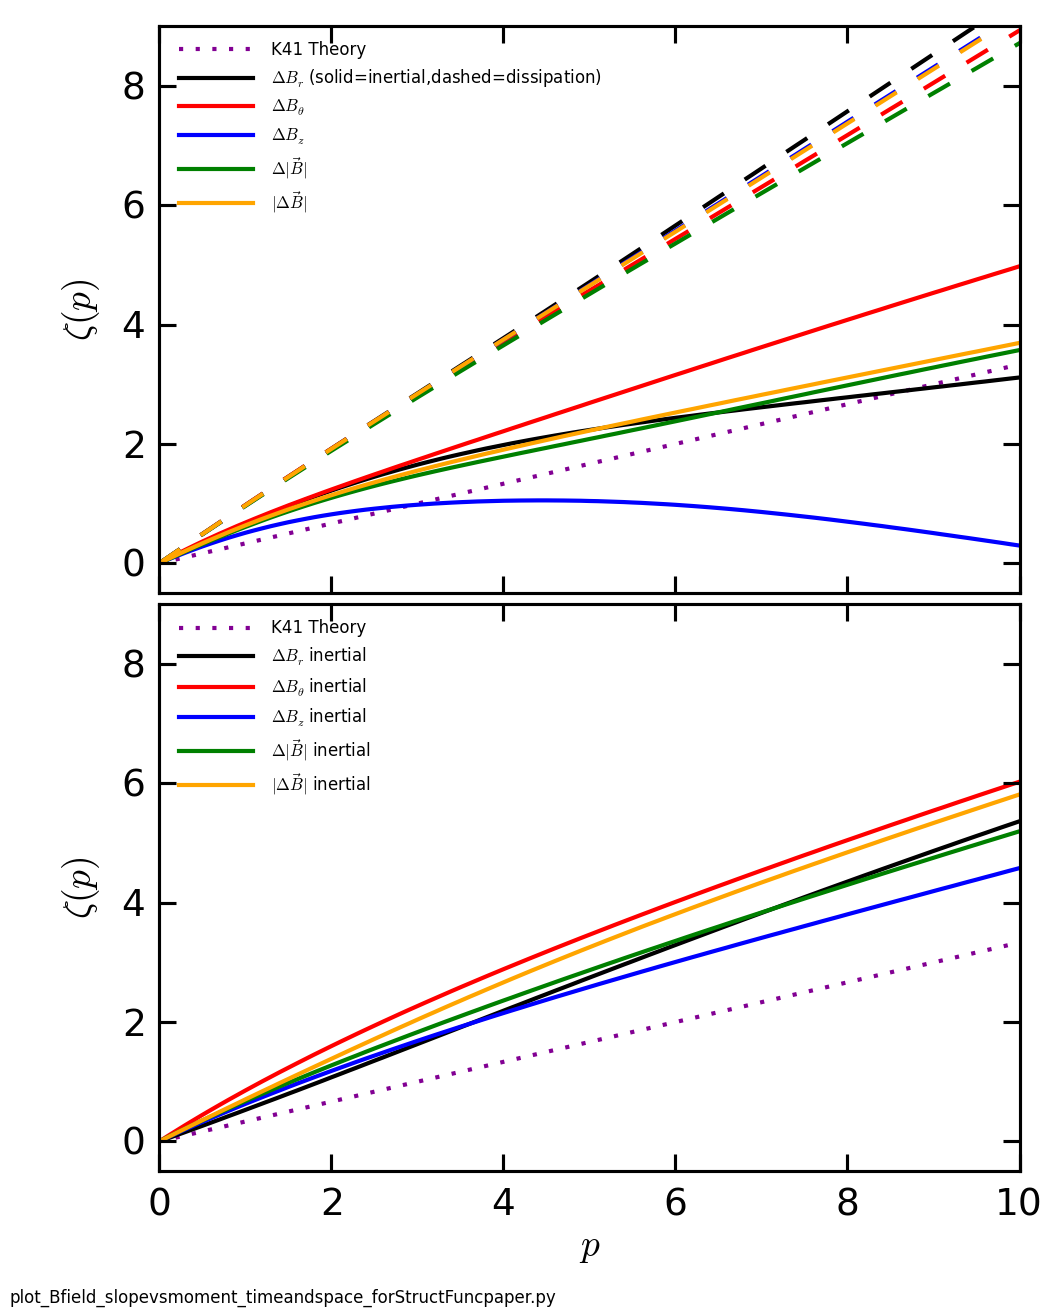 K41 Theory
ΔB_r (solid=inertial,dashed=dissipation)
ΔB_θ
ΔB_z
Δ|B⃗|
|ΔB⃗|
8
6
4
2
0
ζ(p)
K41 Theory
ΔB_r inertial
ΔB_θ inertial
ΔB_z inertial
Δ|B⃗| inertial
|ΔB⃗| inertial
8
6
4
2
0
ζ(p)
0 2 4 6 8 10
p
plot_Bfield_slopevsmoment_timeandspace_forStructFuncpaper.py